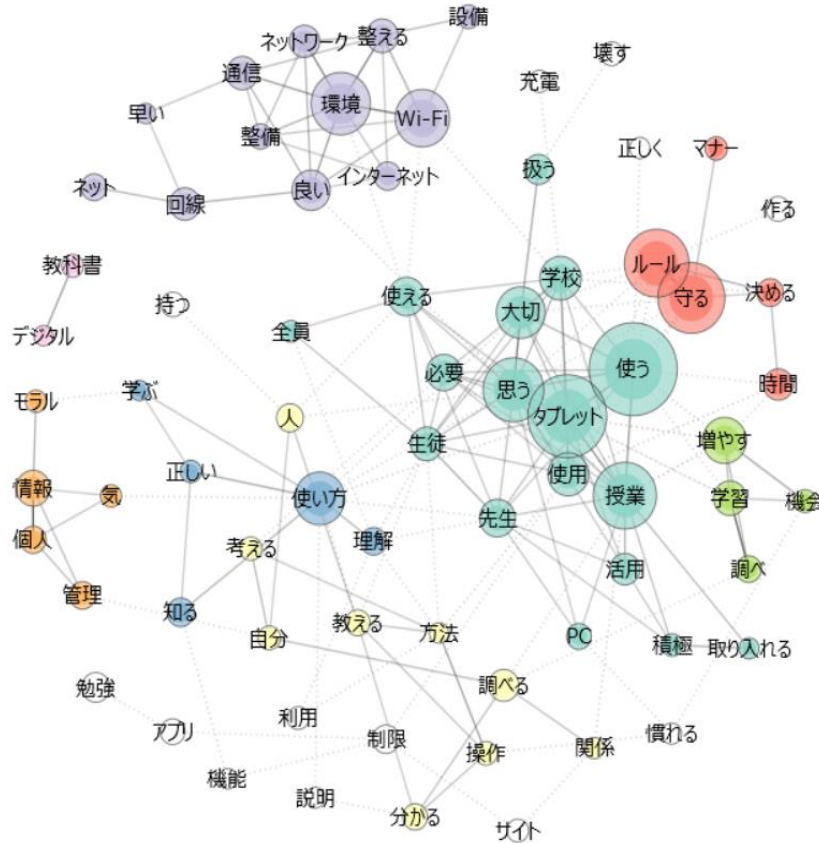 設備
ネットワーク
整える
通信
壊す
充電
環境
Wi-Fi
早い
整備
正しく
マナー
扱う
インターネット
ネット
良い
回線
作る
教科書
学校
ルール
持つ
使える
大切
守る
決める
デジタル
全員
必要
思う
使う
時間
学ぶ
モラル
人
タブレット
生徒
増やす
正しい
使用
情報
気
使い方
授業
学習
機会
先生
個人
考える
理解
活用
調べ
管理
知る
自分
教える
方法
PC
積極
取り入れる
勉強
調べる
アプリ
利用
制限
操作
関係
慣れる
機能
説明
分かる
サイト